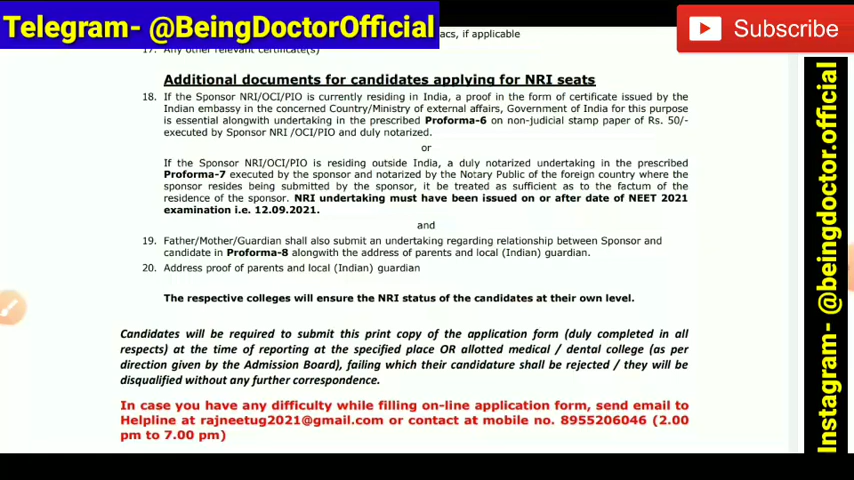 Telegram- @BeingDoctorOfficial
Subscribe
Instagram- @beingdoctor.official
acs, if applicable
17. Any other relevant certificate(s)
Additional documents for candidates applying for NRI seats
18. If the Sponsor NRI/OCI/PIO is currently residing in India, a proof in the form of certificate issued by the
Indian embassy in the concerned Country/Ministry of external affairs, Government of India for this purpose
is essential alongwith undertaking in the prescribed Proforma-6 on non-judicial stamp paper of Rs. 50/-
executed by Sponsor NRI /OCI/PIO and duly notarized.
or
If the Sponsor NRI/OCI/PIO is residing outside India, a duly notarized undertaking in the prescribed
Proforma-7 executed by the sponsor and notarized by the Notary Public of the foreign country where the
sponsor resides being submitted by the sponsor, it be treated as sufficient as to the factum of the
residence of the sponsor. NRI undertaking must have been issued on or after date of NEET 2021
examination i.e. 12.09.2021.
and
19. Father/Mother/Guardian shall also submit an undertaking regarding relationship between Sponsor and
candidate in Proforma-8 alongwith the address of parents and local (Indian) guardian.
20. Address proof of parents and local (Indian) guardian
The respective colleges will ensure the NRI status of the candidates at their own level.
Candidates will be required to submit this print copy of the application form (duly completed in all
respects) at the time of reporting at the specified place OR allotted medical / dental college (as per
direction given by the Admission Board), failing which their candidature shall be rejected / they will be
disqualified without any further correspondence.
In case you have any difficulty while filling on-line application form, send email to
Helpline at rajneetug2021@gmail.com or contact at mobile no. 8955206046 (2.00
pm to 7.00 pm)